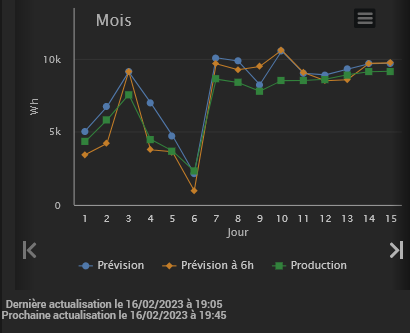 Mois
10k
Wh
5k
0
1 2 3 4 5 6 7 8 9 10 11 12 13 14 15
Jour
Prévision Prévision à 6h Production
Dernière actualisation le 16/02/2023 à 19:05
Prochaine actualisation le 16/02/2023 à 19:45